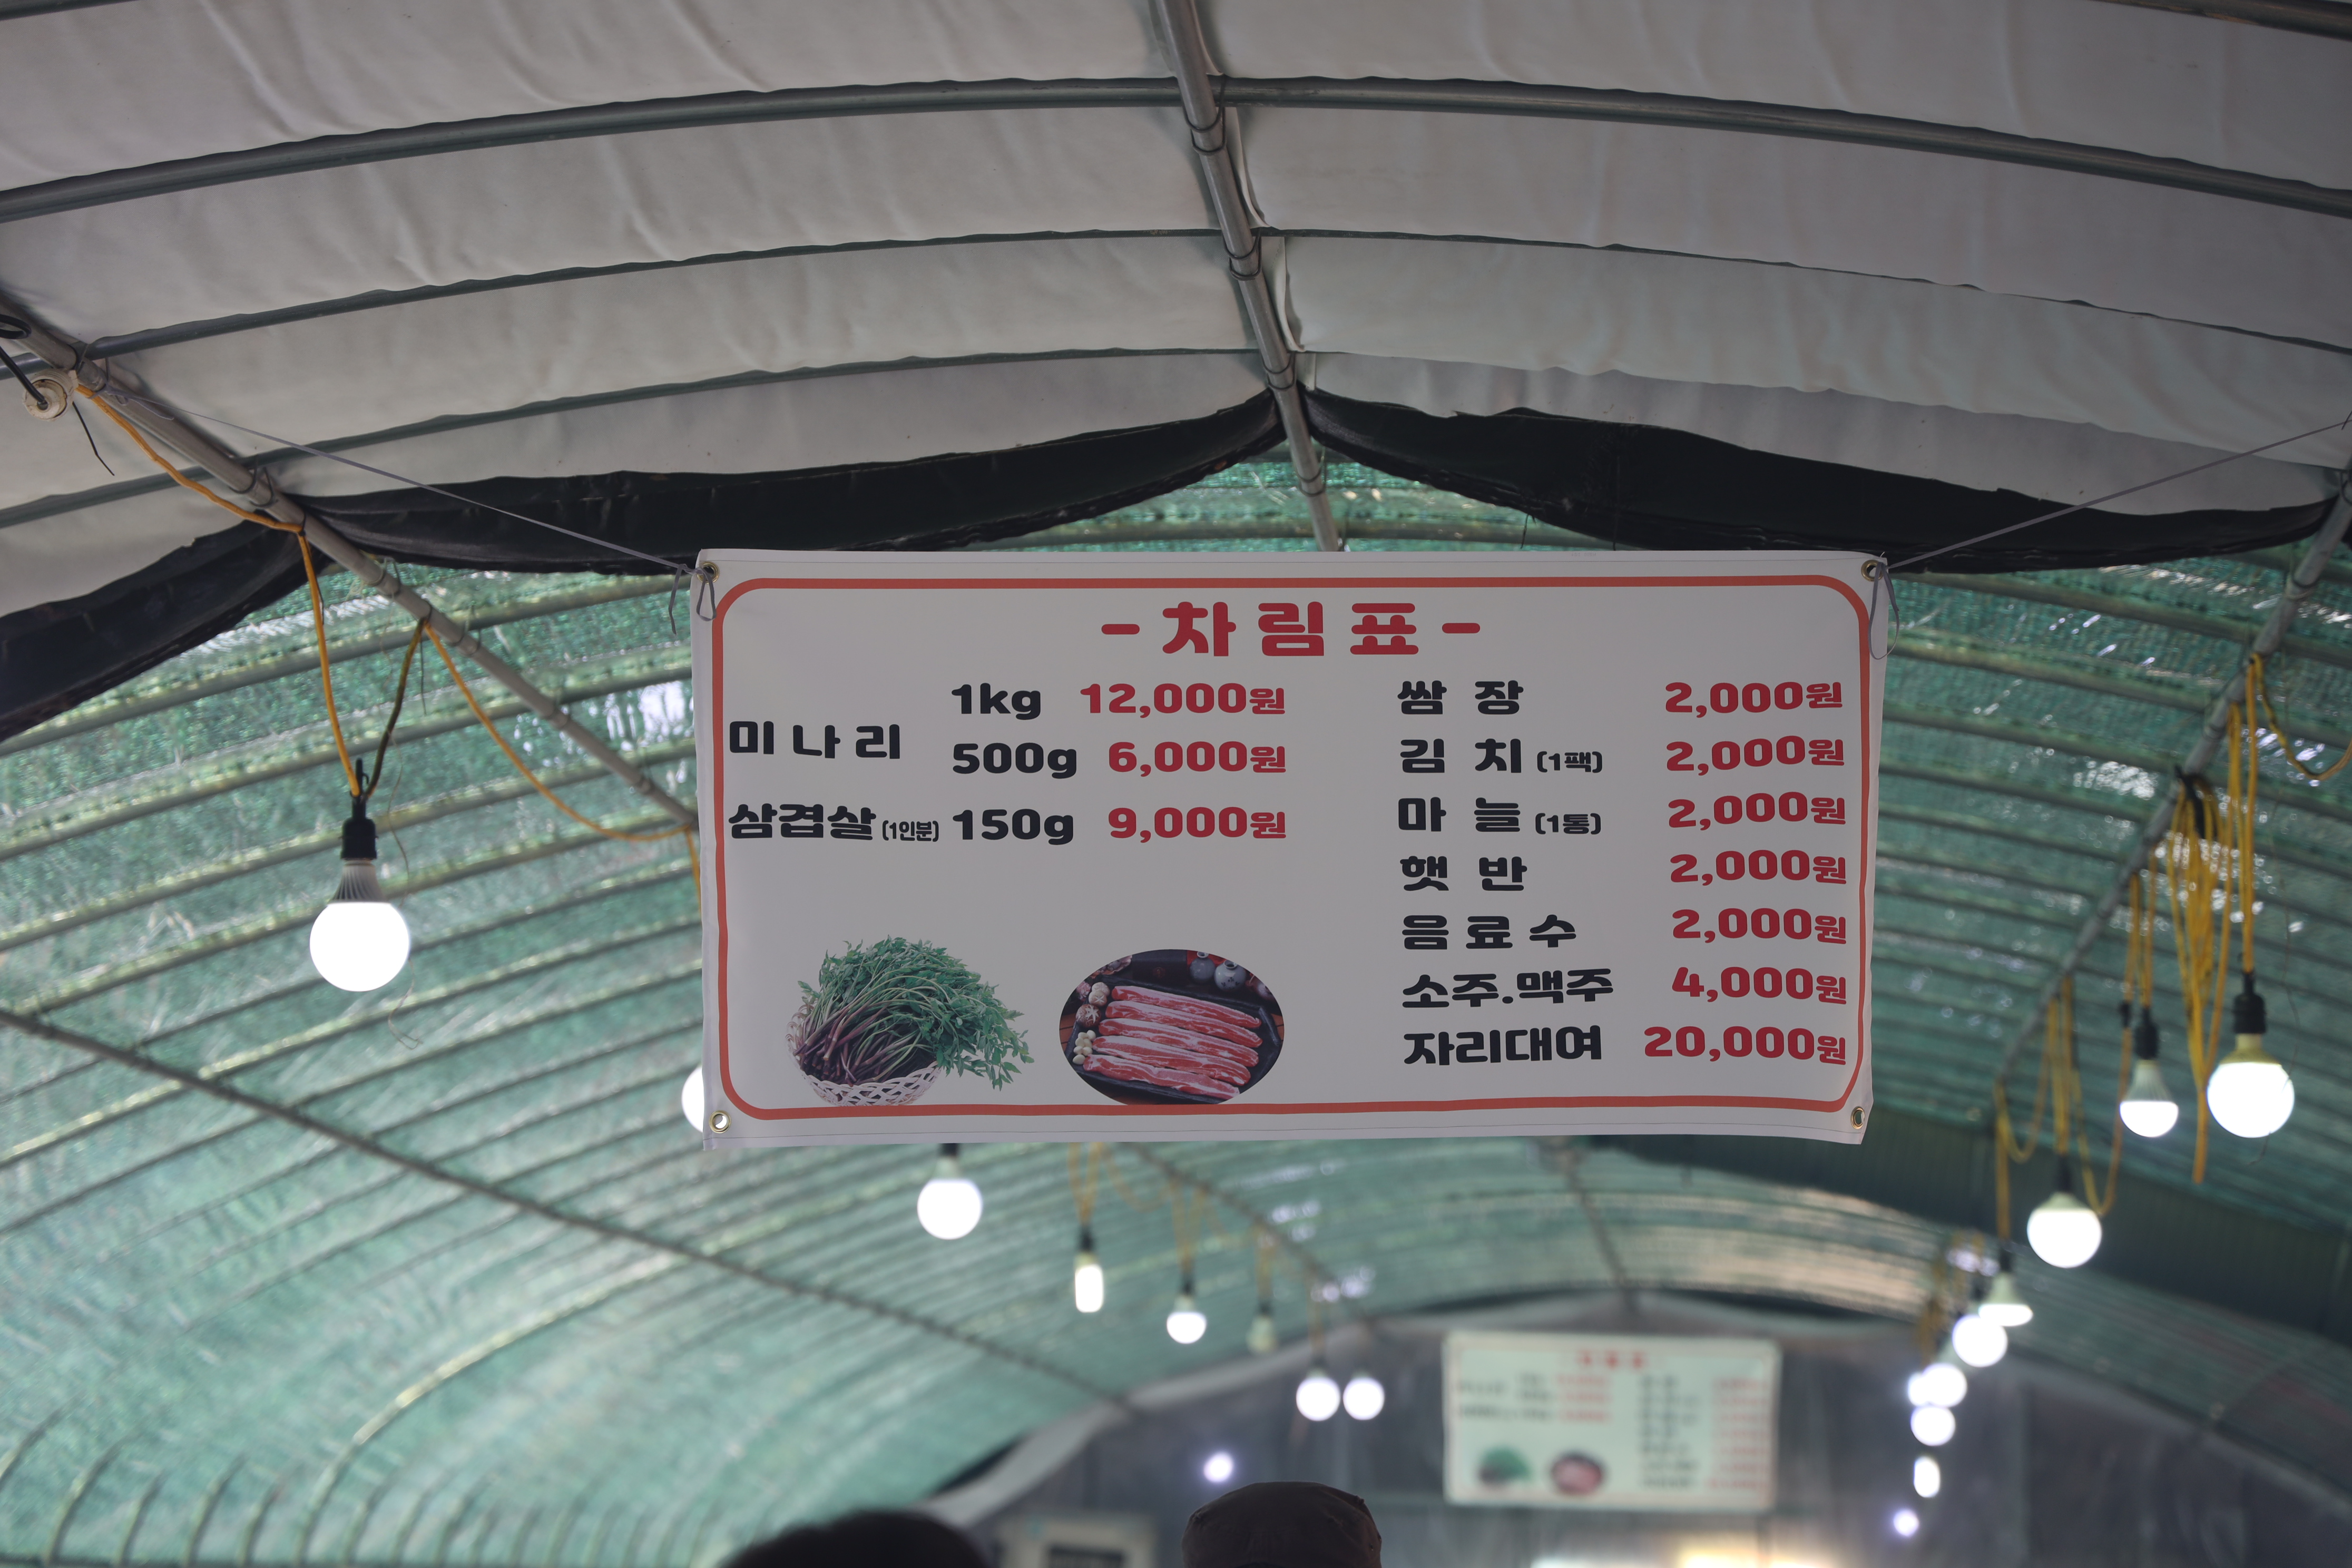 - 차림표 -
미나리
1kg 12,000원
500g 6,000원
삼겹살 (1인분) 150g 9,000원
쌈 장 2,000원
김 치 (1팩) 2,000원
마 늘 (1통) 2,000원
햇 반 2,000원
음료수 2,000원
소주.맥주 4,000원
자리대여 20,000원